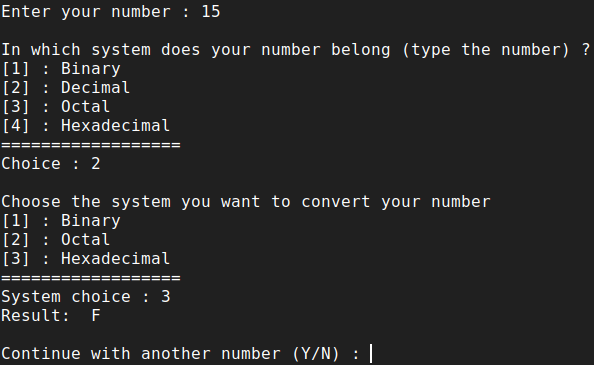 Enter your number : 15
In which system does your number belong (type the number) ?
[1] : Binary
[2] : Decimal
[3] : Octal
[4] : Hexadecimal
==================
Choice : 2
Choose the system you want to convert your number
[1] : Binary
[2] : Octal
[3] : Hexadecimal
==================
System choice : 3
Result:  F
Continue with another number (Y/N) :